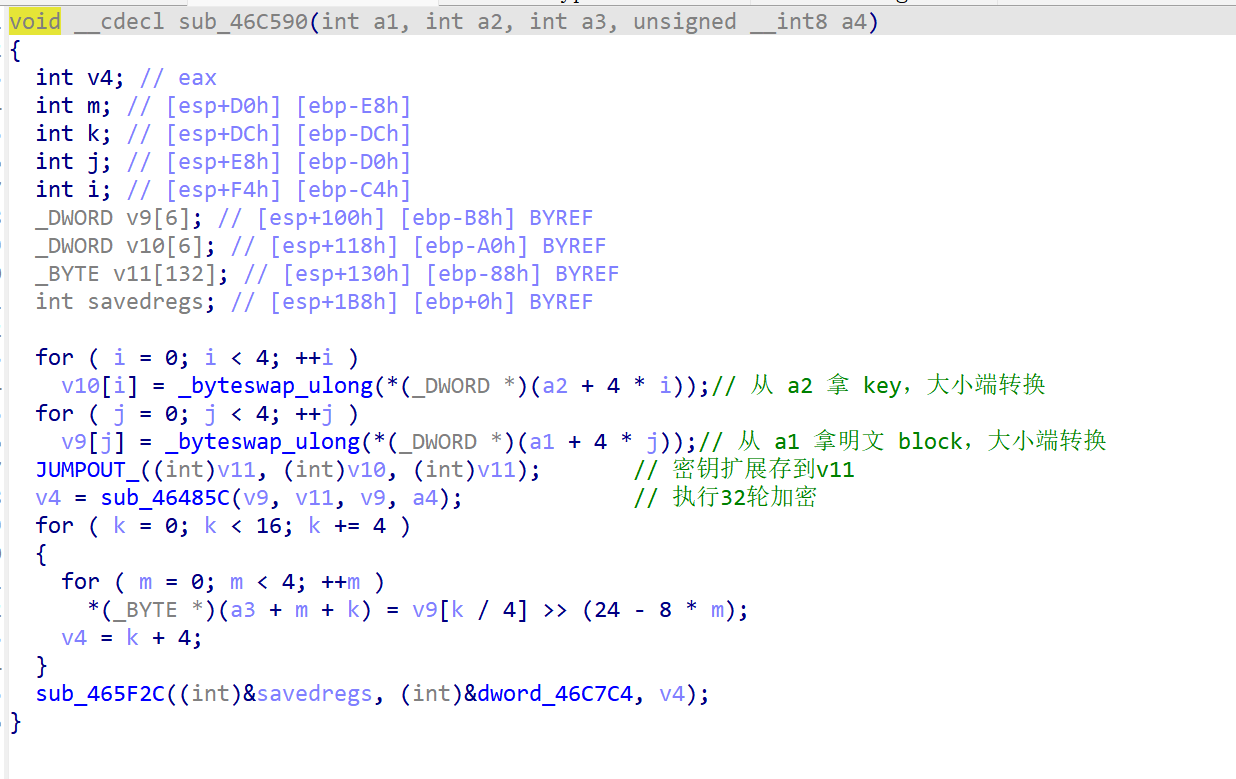 void __cdecl sub_46C590(int a1, int a2, int a3, unsigned __int8 a4)
{
  int v4; // eax
  int m; // [esp+D0h] [ebp-E8h]
  int k; // [esp+DCh] [ebp-DCh]
  int j; // [esp+E8h] [ebp-D0h]
  int i; // [esp+F4h] [ebp-C4h]
  _DWORD v9[6]; // [esp+100h] [ebp-B8h] BYREF
  _DWORD v10[6]; // [esp+118h] [ebp-A0h] BYREF
  _BYTE v11[132]; // [esp+130h] [ebp-88h] BYREF
  int savedregs; // [esp+1B8h] [ebp+0h] BYREF

  for ( i = 0; i < 4; ++i )
    v10[i] = _byteswap_ulong(*(_DWORD *)(a2 + 4 * i));// 从 a2 拿 key，大小端转换
  for ( j = 0; j < 4; ++j )
    v9[j] = _byteswap_ulong(*(_DWORD *)(a1 + 4 * j));// 从 a1 拿明文 block，大小端转换
  JUMPOUT_((int)v11, (int)v10, (int)v11);       // 密钥扩展存到v11
  v4 = sub_46485C(v9, v11, v9, a4);             // 执行32轮加密
  for ( k = 0; k < 16; k += 4 )
  {
    for ( m = 0; m < 4; ++m )
      *(_BYTE *)(a3 + m + k) = v9[k / 4] >> (24 - 8 * m);
    v4 = k + 4;
  }
  sub_465F2C((int)&savedregs, (int)&dword_46C7C4, v4);
}